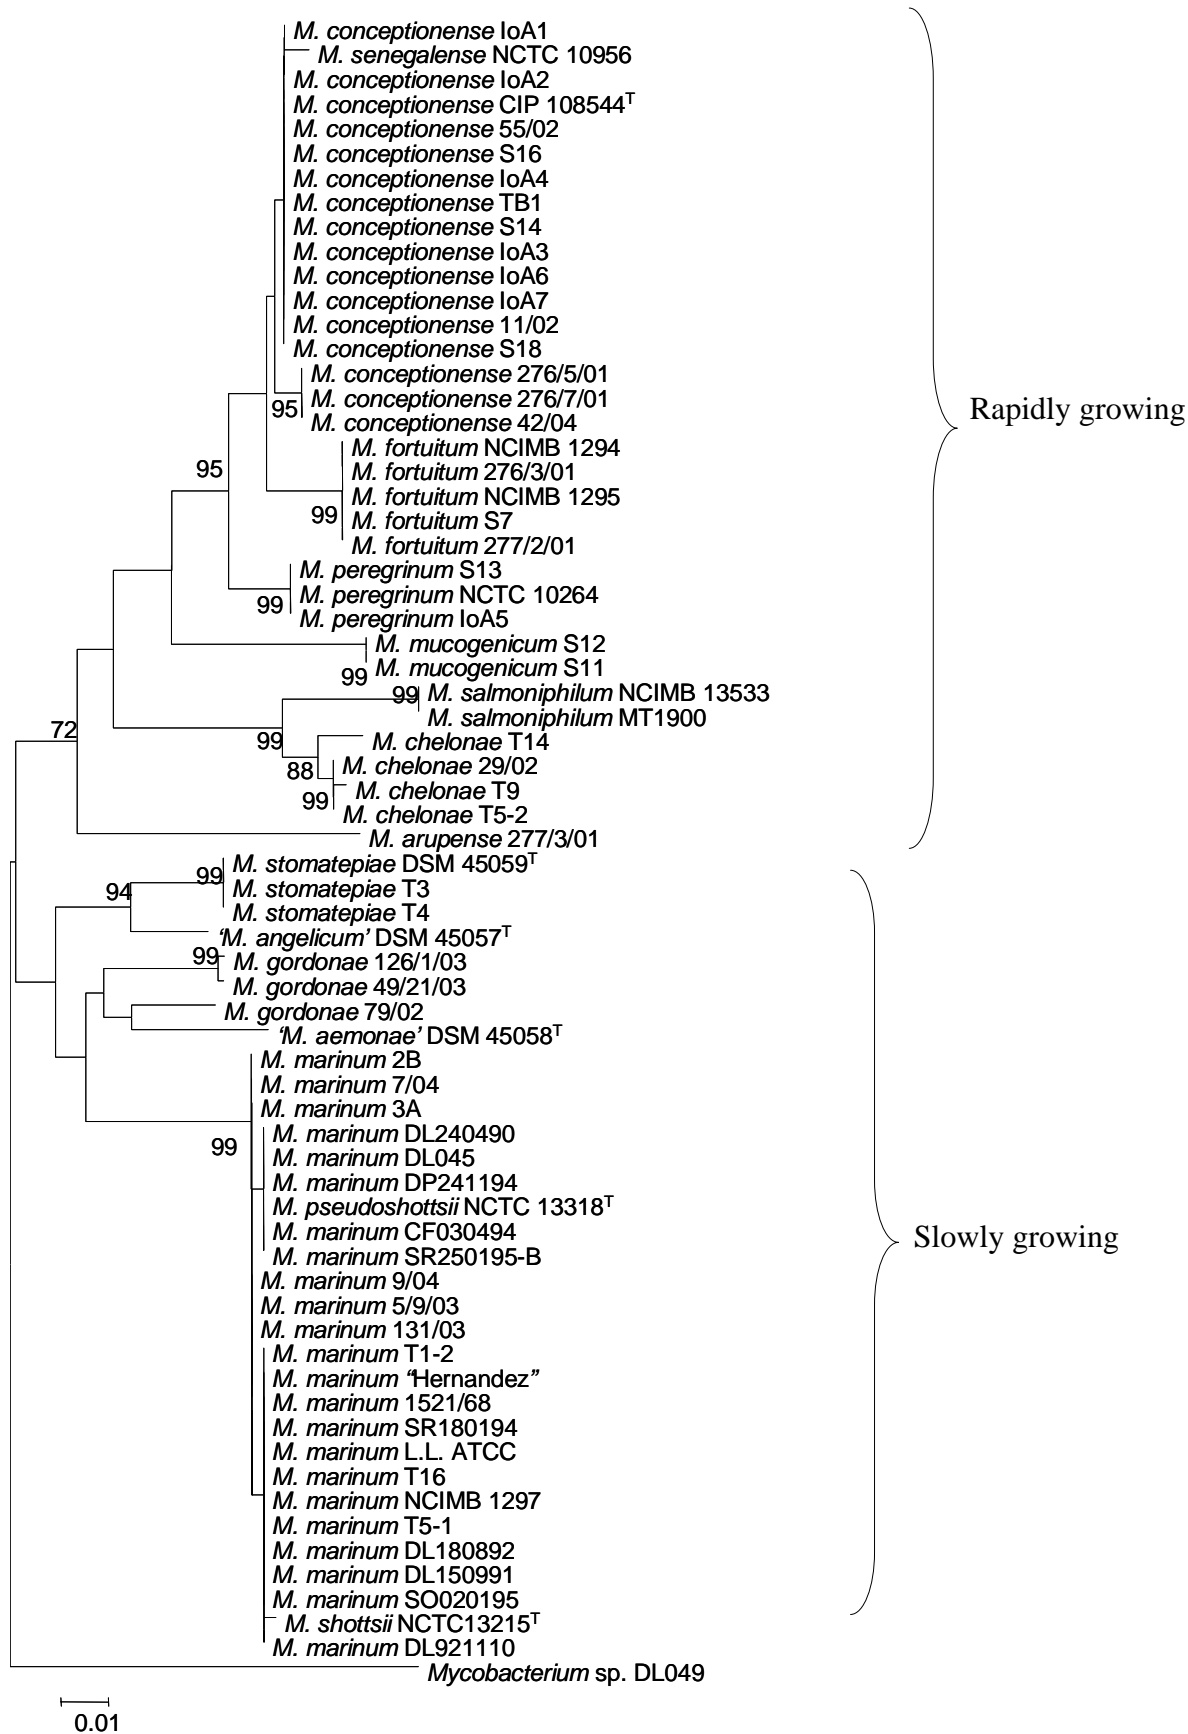 M. conceptionense IoA1
M. senegalense NCTC 10956
M. conceptionense IoA2
M. conceptionense CIP 108544T
M. conceptionense 55/02
M. conceptionense S16
M. conceptionense IoA4
M. conceptionense TB1
M. conceptionense S14
M. conceptionense IoA3
M. conceptionense IoA6
M. conceptionense IoA7
M. conceptionense 11/02
M. conceptionense S18
M. conceptionense 276/5/01
M. conceptionense 276/7/01
95
M. conceptionense 42/04
Rapidly growing
M. fortuitum NCIMB 1294
95
M. fortuitum 276/3/01
M. fortuitum NCIMB 1295
99
M. fortuitum S7
M. fortuitum 277/2/01
M. peregrinum S13
M. peregrinum NCTC 10264
99
M. peregrinum IoA5
M. mucogenicum S12
M. mucogenicum S11
99
99
M. salmoniphilum NCIMB 13533
M. salmoniphilum MT1900
72
99
M. chelonae T14
88
M. chelonae 29/02
M. chelonae T9
99
M. chelonae T5-2
M. arupense 277/3/01
M. stomatepiae DSM 45059T
99
94
M. stomatepiae T3
M. stomatepiae T4
‘M. angelicum’ DSM 45057T
99
M. gordonae 126/1/03
M. gordonae 49/21/03
M. gordonae 79/02
‘M. aemonae’ DSM 45058T
M. marinum 2B
M. marinum 7/04
M. marinum 3A
M. marinum DL240490
99
M. marinum DL045
M. marinum DP241194
M. pseudoshottsii NCTC 13318T
M. marinum CF030494
Slowly growing
M. marinum SR250195-B
M. marinum 9/04
M. marinum 5/9/03
M. marinum 131/03
M. marinum T1-2
M. marinum “Hernandez”
M. marinum 1521/68
M. marinum SR180194
M. marinum L.L. ATCC
M. marinum T16
M. marinum NCIMB 1297
M. marinum T5-1
M. marinum DL180892
M. marinum DL150991
M. marinum SO020195
M. shottsii NCTC13215T
M. marinum DL921110
Mycobacterium sp. DL049
0.01